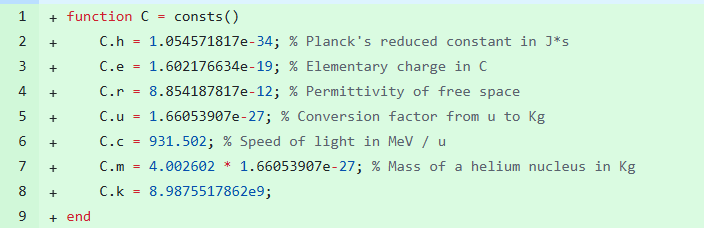 1 + function C = consts()
2 + C.h = 1.054571817e-34; % Planck's reduced constant in J*s
3 + C.e = 1.602176634e-19; % Elementary charge in C
4 + C.r = 8.854187817e-12; % Permittivity of free space
5 + C.u = 1.66053907e-27; % Conversion factor from u to Kg
6 + C.c = 931.502; % Speed of light in MeV / u
7 + C.m = 4.002602 * 1.66053907e-27; % Mass of a helium nucleus in Kg
8 + C.k = 8.9875517862e9;
9 + end